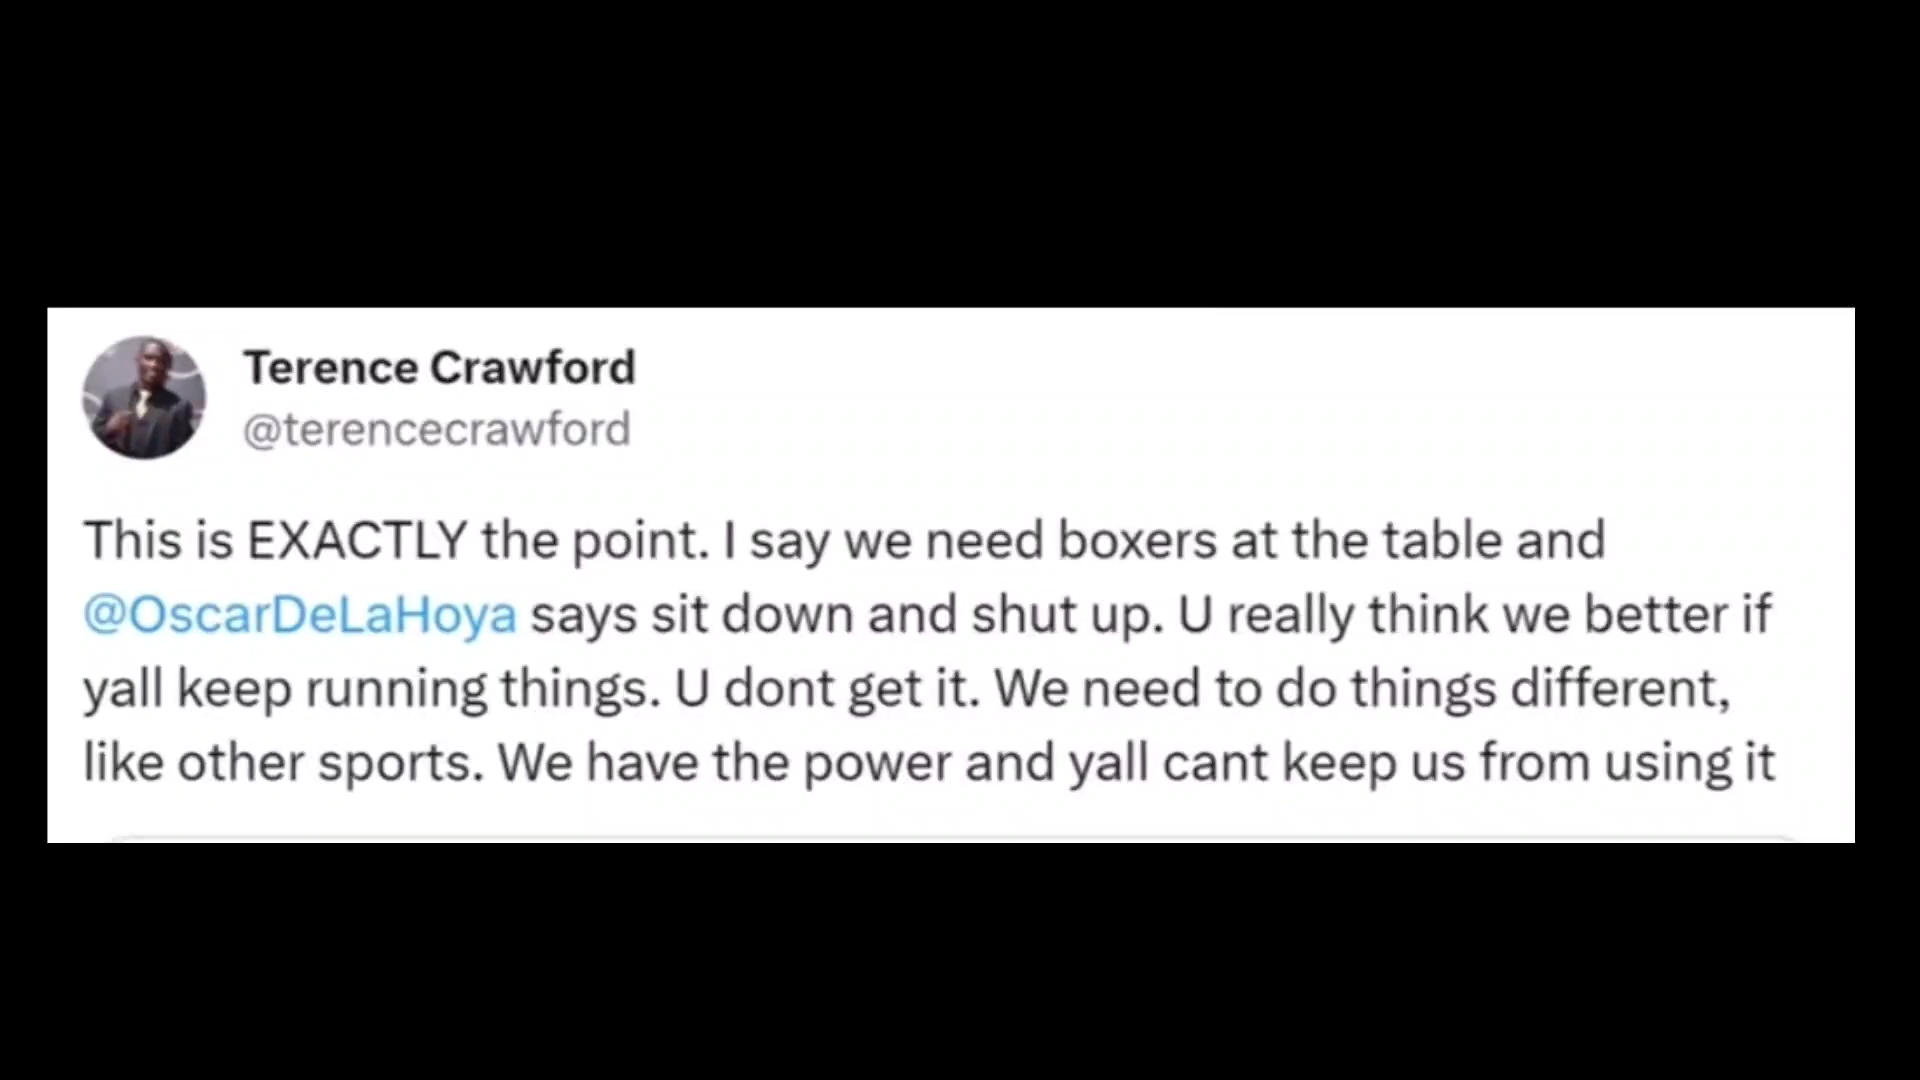 Terence Crawford
@terencecrawford
This is EXACTLY the point. I say we need boxers at the table and
@OscarDeLaHoya says sit down and shut up. U really think we better if
yall keep running things. U dont get it. We need to do things different,
like other sports. We have the power and yall cant keep us from using it